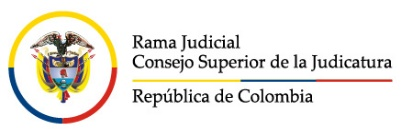 Rama Judicial
Consejo Superior de la Judicatura
República de Colombia